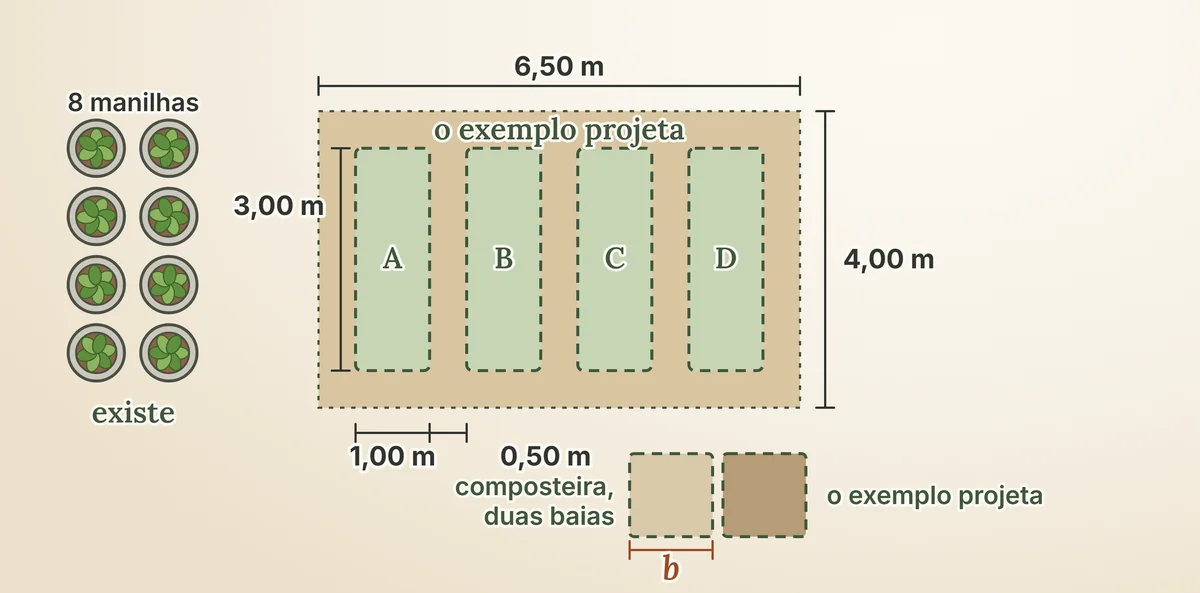 6,50 m
8 manilhas
o exemplo projeta
3,00 m
A
B
C
D
4,00 m
existe
1,00 m
0,50 m
composteira,
duas baias
o exemplo projeta
b